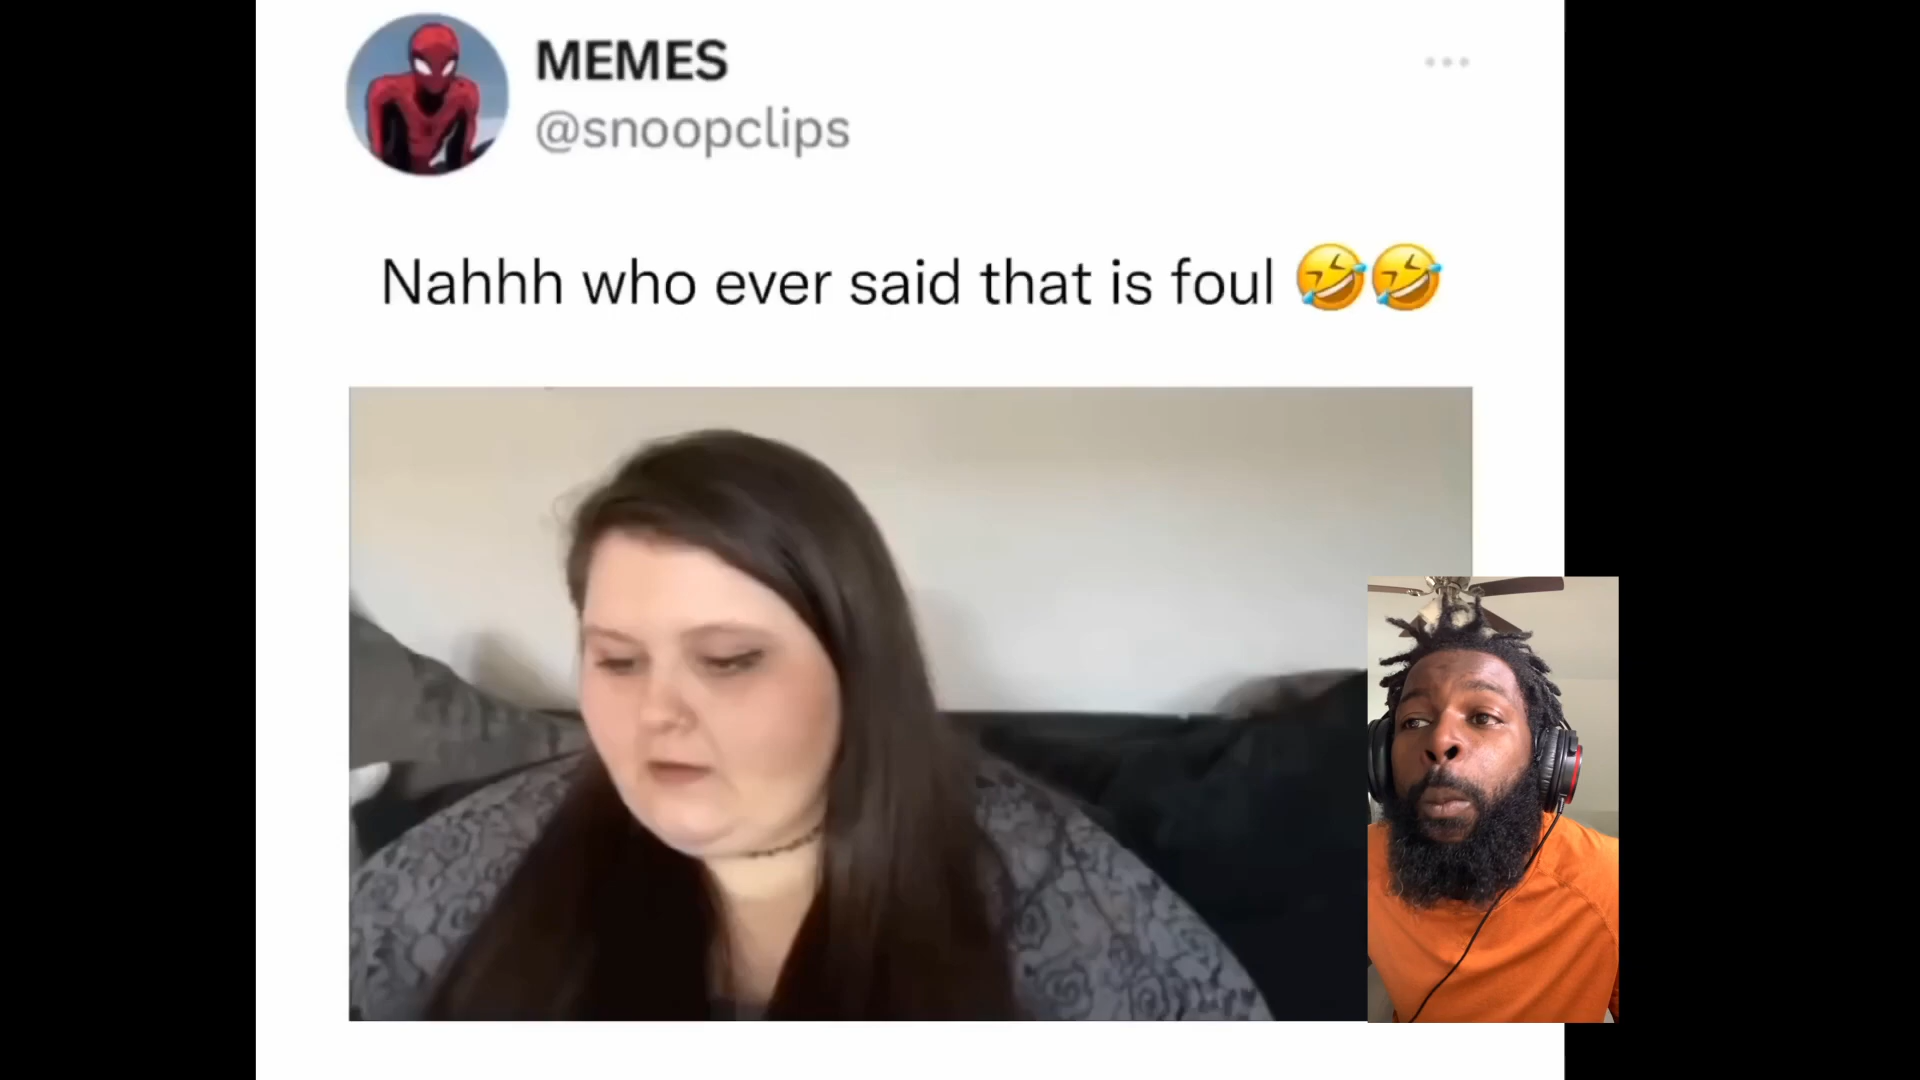 MEMES
@snoopclips
Nahhh who ever said that is foul 🤣🤣